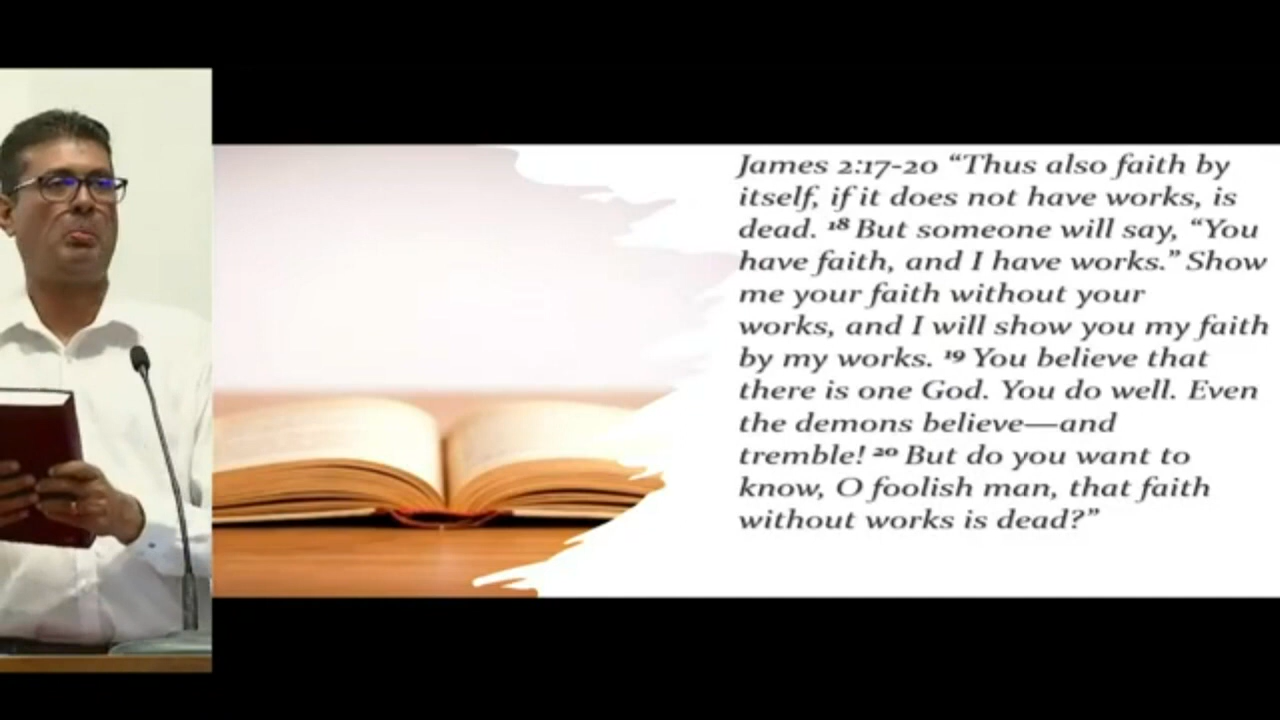 James 2:17-20 “Thus also faith by
itself, if it does not have works, is
dead. ¹⁸ But someone will say, “You
have faith, and I have works.” Show
me your faith without your
works, and I will show you my faith
by my works. ¹⁹ You believe that
there is one God. You do well. Even
the demons believe—and
tremble! ²⁰ But do you want to
know, O foolish man, that faith
without works is dead?”